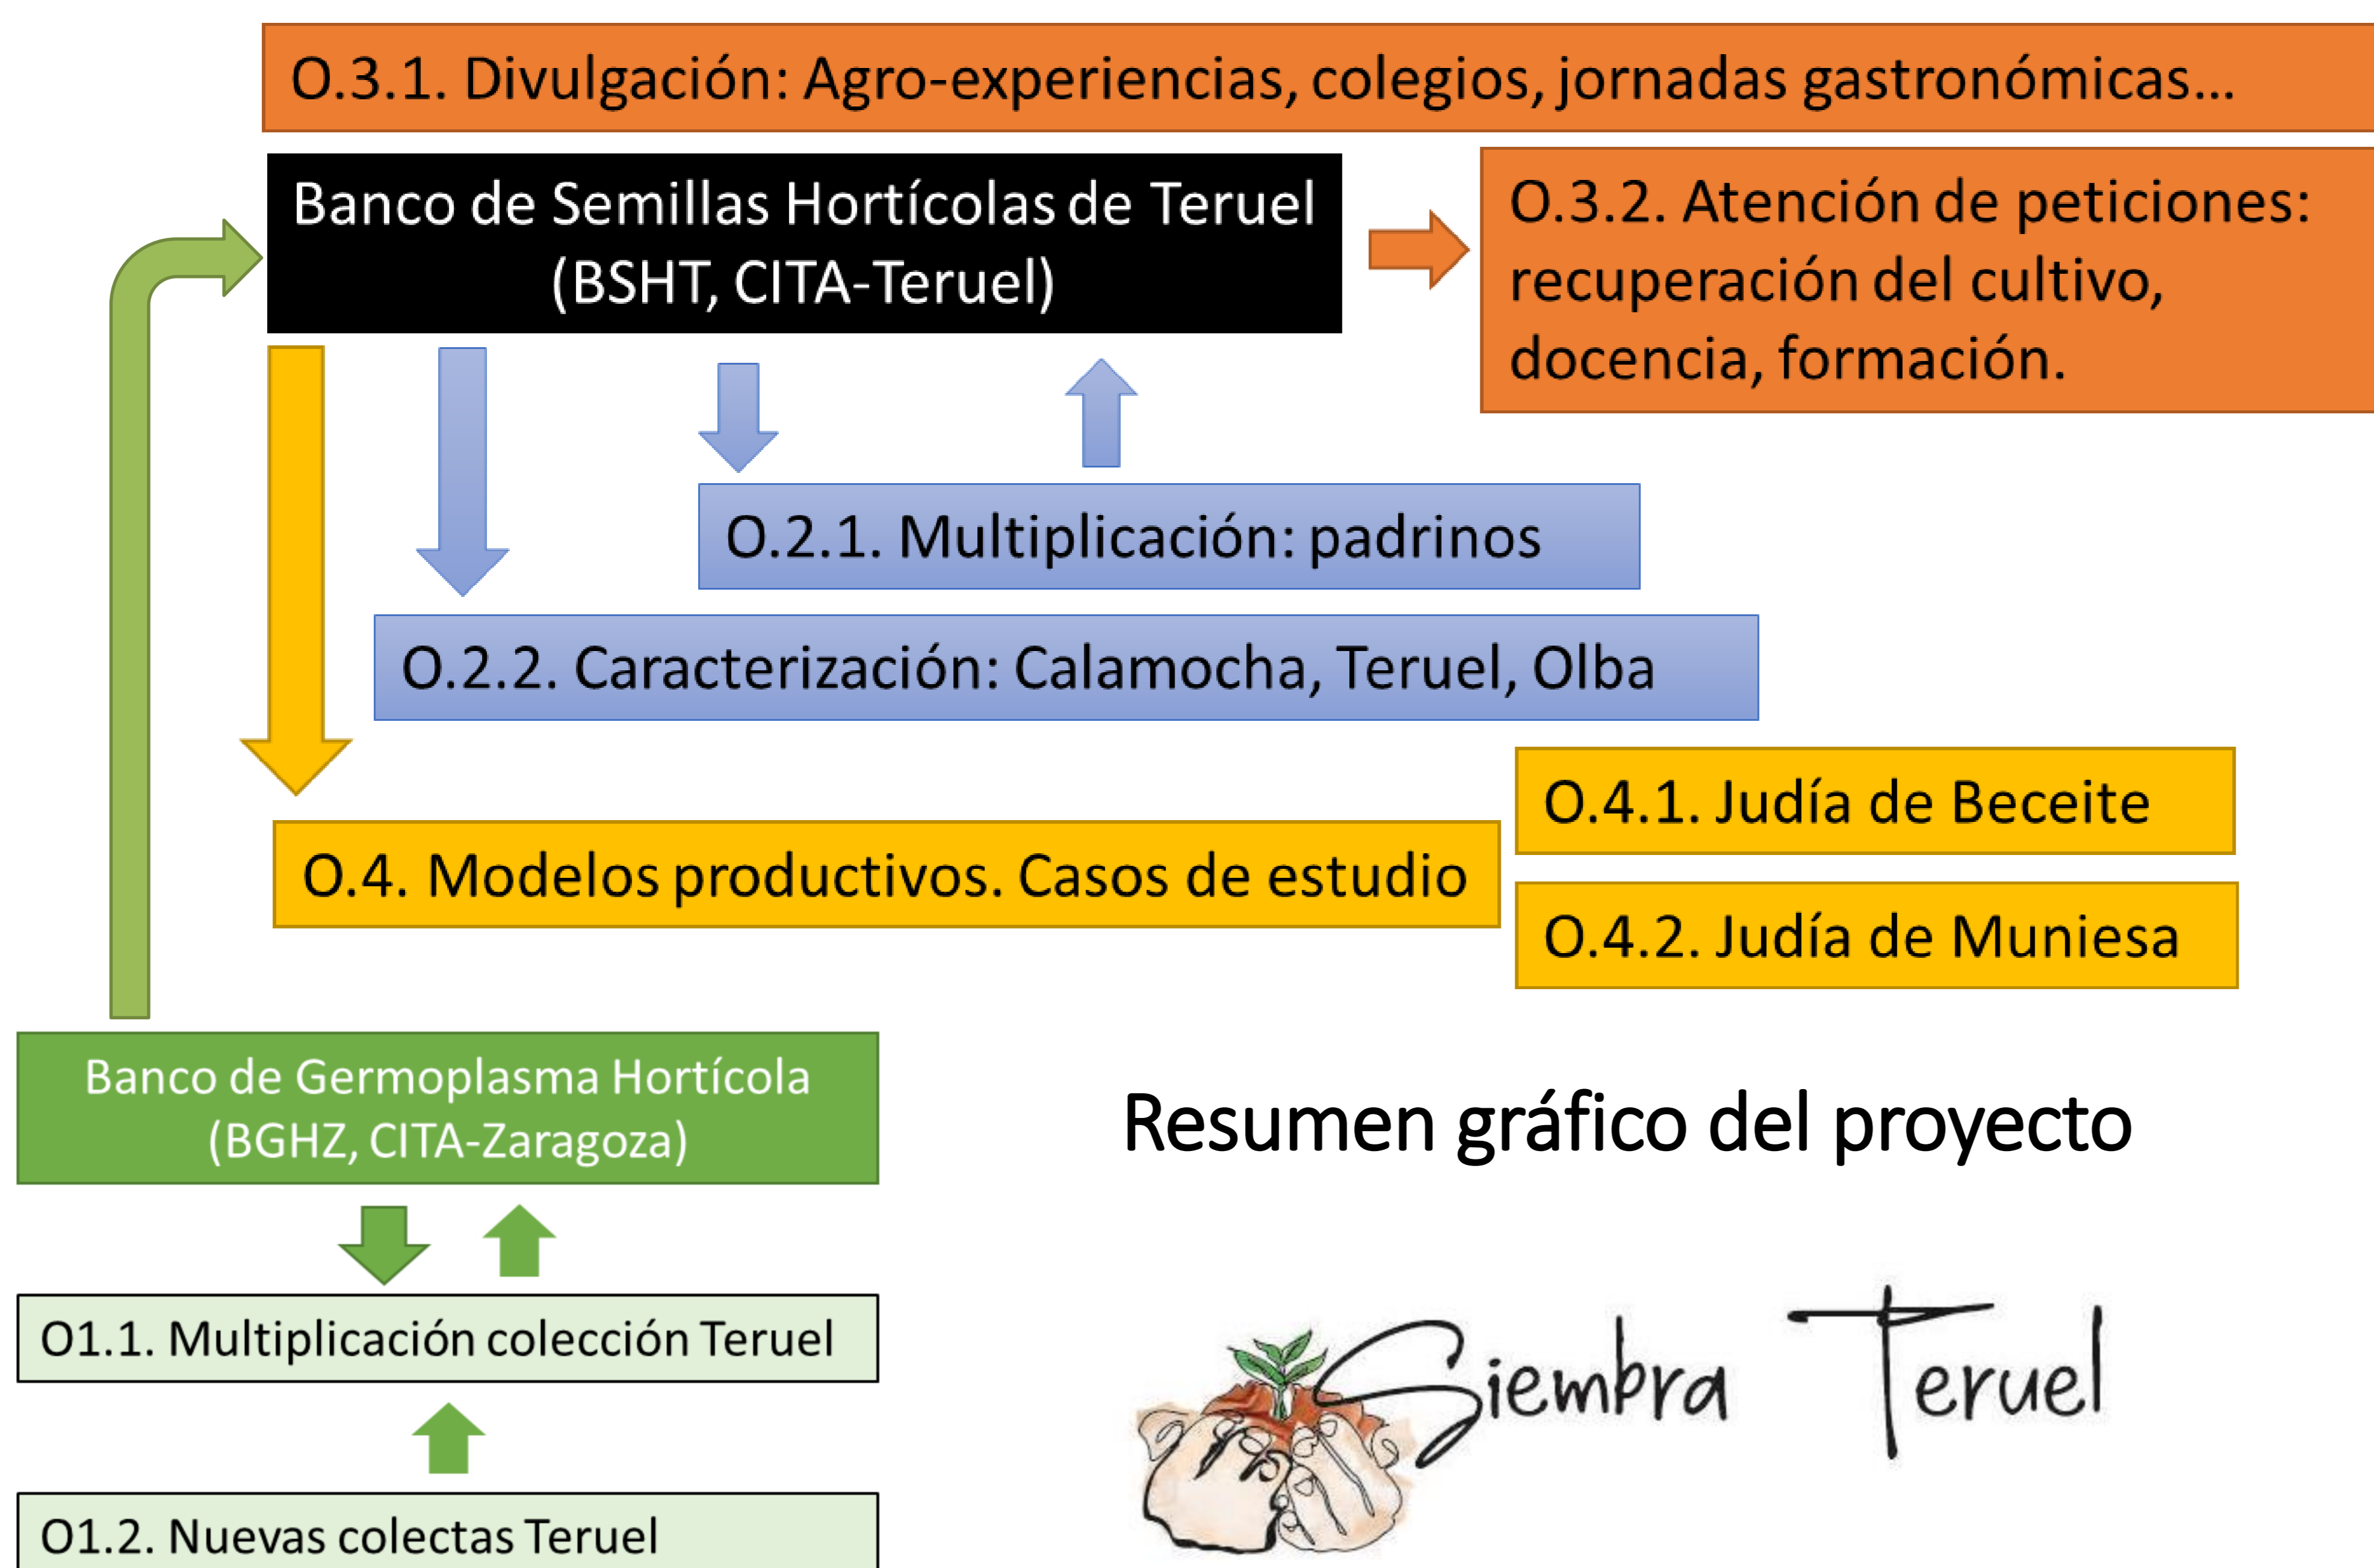 O.3.1. Divulgación: Agro-experiencias, colegios, jornadas gastronómicas...
Banco de Semillas Hortícolas de Teruel
(BSHT, CITA-Teruel)
O.3.2. Atención de peticiones:
recuperación del cultivo,
docencia, formación.
O.2.1. Multiplicación: padrinos
O.2.2. Caracterización: Calamocha, Teruel, Olba
O.4. Modelos productivos. Casos de estudio
O.4.1. Judía de Beceite
O.4.2. Judía de Muniesa
Banco de Germoplasma Hortícola
(BGHZ, CITA-Zaragoza)
O1.1. Multiplicación colección Teruel
O1.2. Nuevas colectas Teruel
Resumen gráfico del proyecto
Siembra Teruel